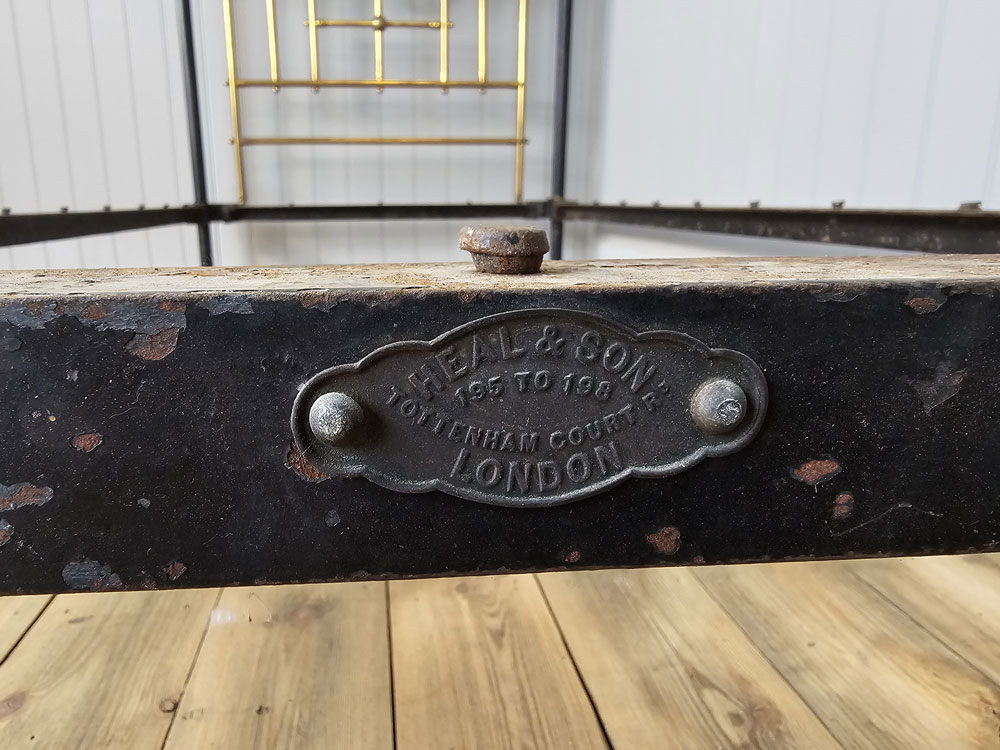 HEAL & SON
195 TO 198
TOTTENHAM COURT RD
LONDON